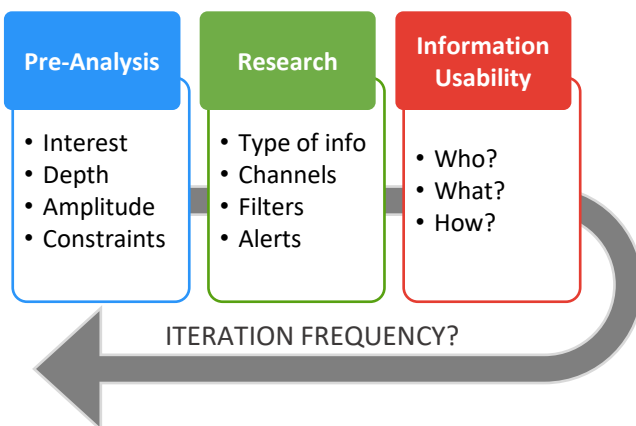 Pre-Analysis
• Interest
• Depth
• Amplitude
• Constraints
Research
• Type of info
• Channels
• Filters
• Alerts
Information
Usability
• Who?
• What?
• How?
ITERATION FREQUENCY?